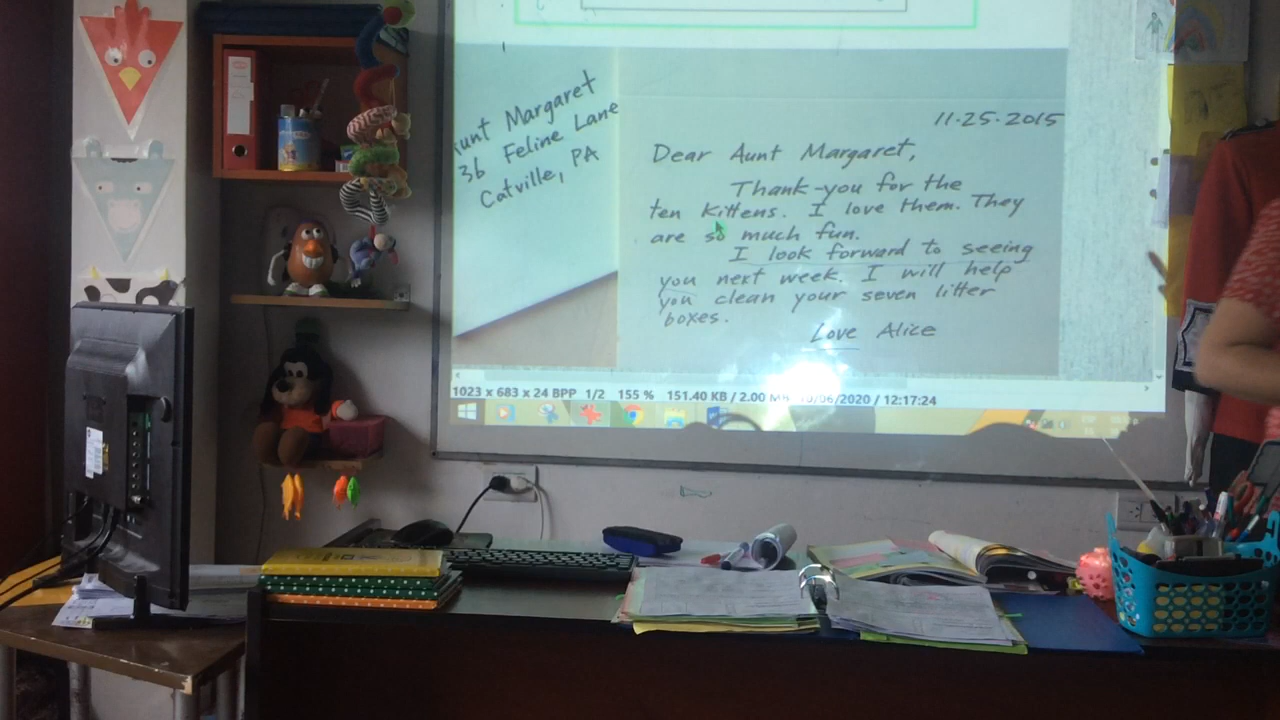 Margaret
36 Feline Lane
Catville, PA
11.25.2015
Dear Aunt Margaret,
Thank-you for the
ten kittens. I love them. They
are so much fun.
I look forward to seeing
you next week. I will help
you clean your seven litter
boxes.
Love Alice
1023 x 683 x 24 BPP 1/2 155 % 151.40 KB / 2.00 /06/2020 / 12:17:24